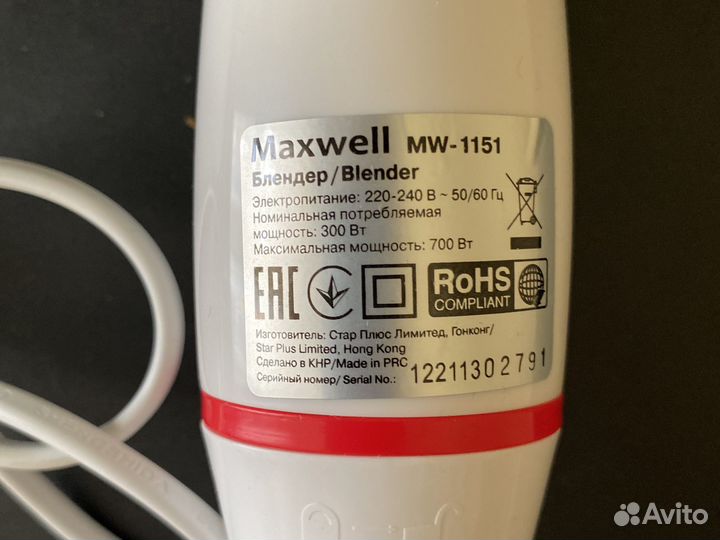 Maxwell MW-1151
Блендер/Blender
Электропитание: 220-240 В ~ 50/60 Гц
Номинальная потребляемая
мощность: 300 Вт
Максимальная мощность: 700 Вт
EAC
RoHS
COMPLIANT
Изготовитель: Стар Плюс Лимитед, Гонконг/
Star Plus Limited, Hong Kong
Сделано в КНР/Made in PRC
Серийный номер/ Serial No.: 12211302791
Avito